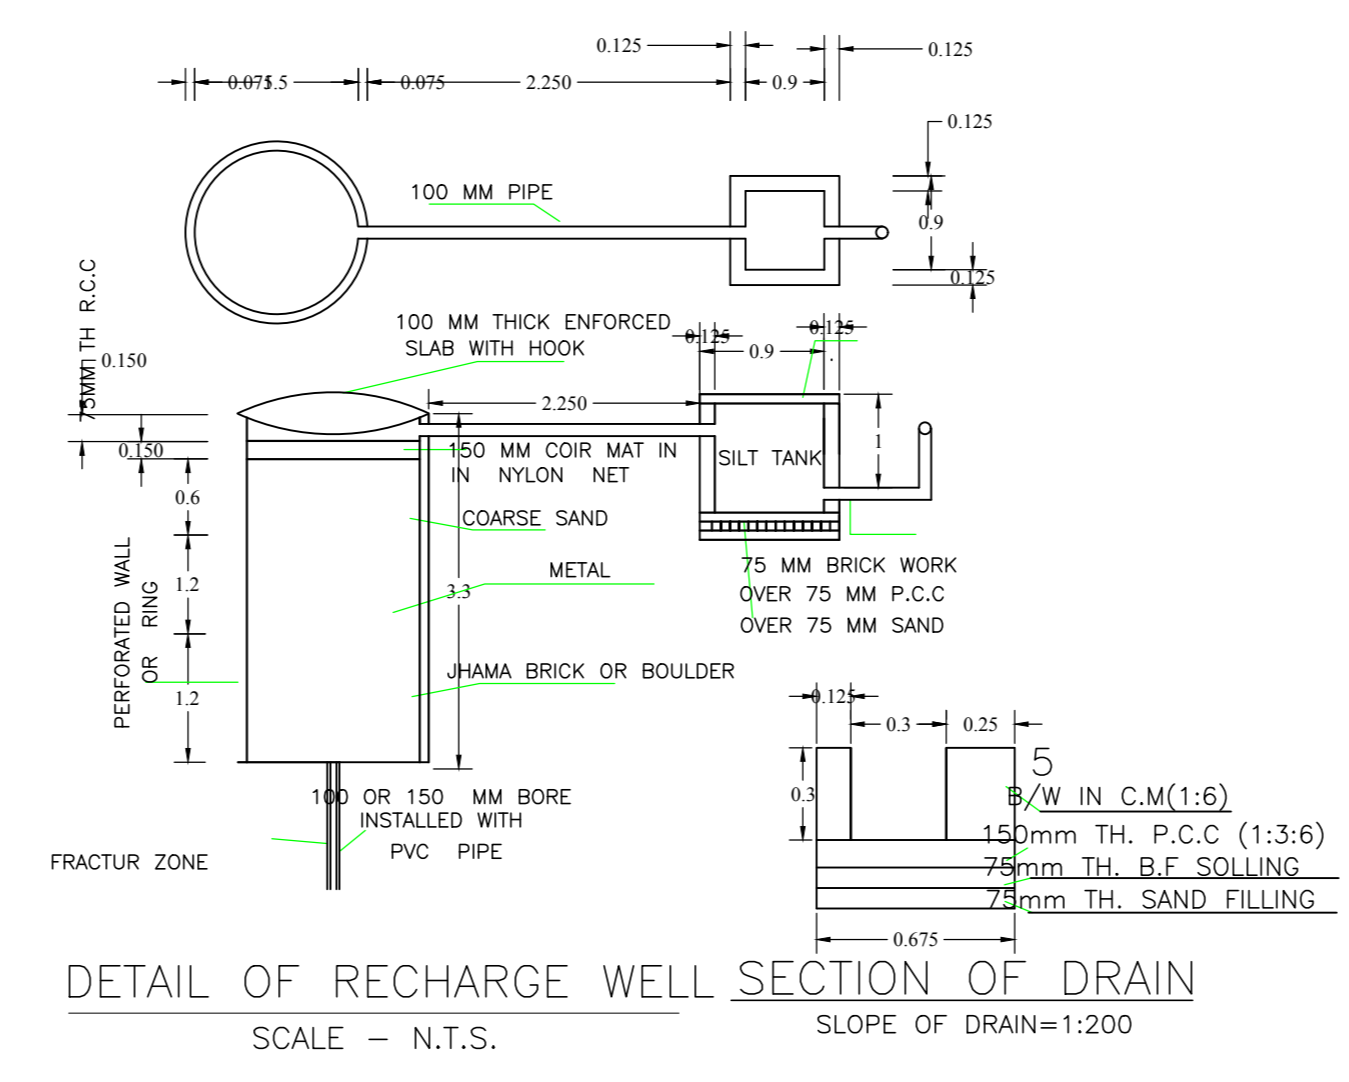 0.125
0.125
0.075
1.5
0.075
2.250
0.9
0.125
100 MM PIPE
0.9
0.125
75MM TH R.C.C
100 MM THICK ENFORCED
SLAB WITH HOOK
0.125
0.125
0.9
0.150
2.250
1
0.150
150 MM COIR MAT IN
IN NYLON NET
SILT TANK
0.6
COARSE SAND
METAL
75 MM BRICK WORK
OVER 75 MM P.C.C
OVER 75 MM SAND
1.2
3.3
PERFORATED WALL
OR RING
1.2
JHAMA BRICK OR BOULDER
0.125
0.3
0.25
5
0.3
B/W IN C.M(1:6)
100 OR 150 MM BORE
INSTALLED WITH
PVC PIPE
150mm TH. P.C.C (1:3:6)
FRACTUR ZONE
75mm TH. B.F SOLLING
75mm TH. SAND FILLING
0.675
DETAIL OF RECHARGE WELL
SCALE - N.T.S.
SECTION OF DRAIN
SLOPE OF DRAIN=1:200